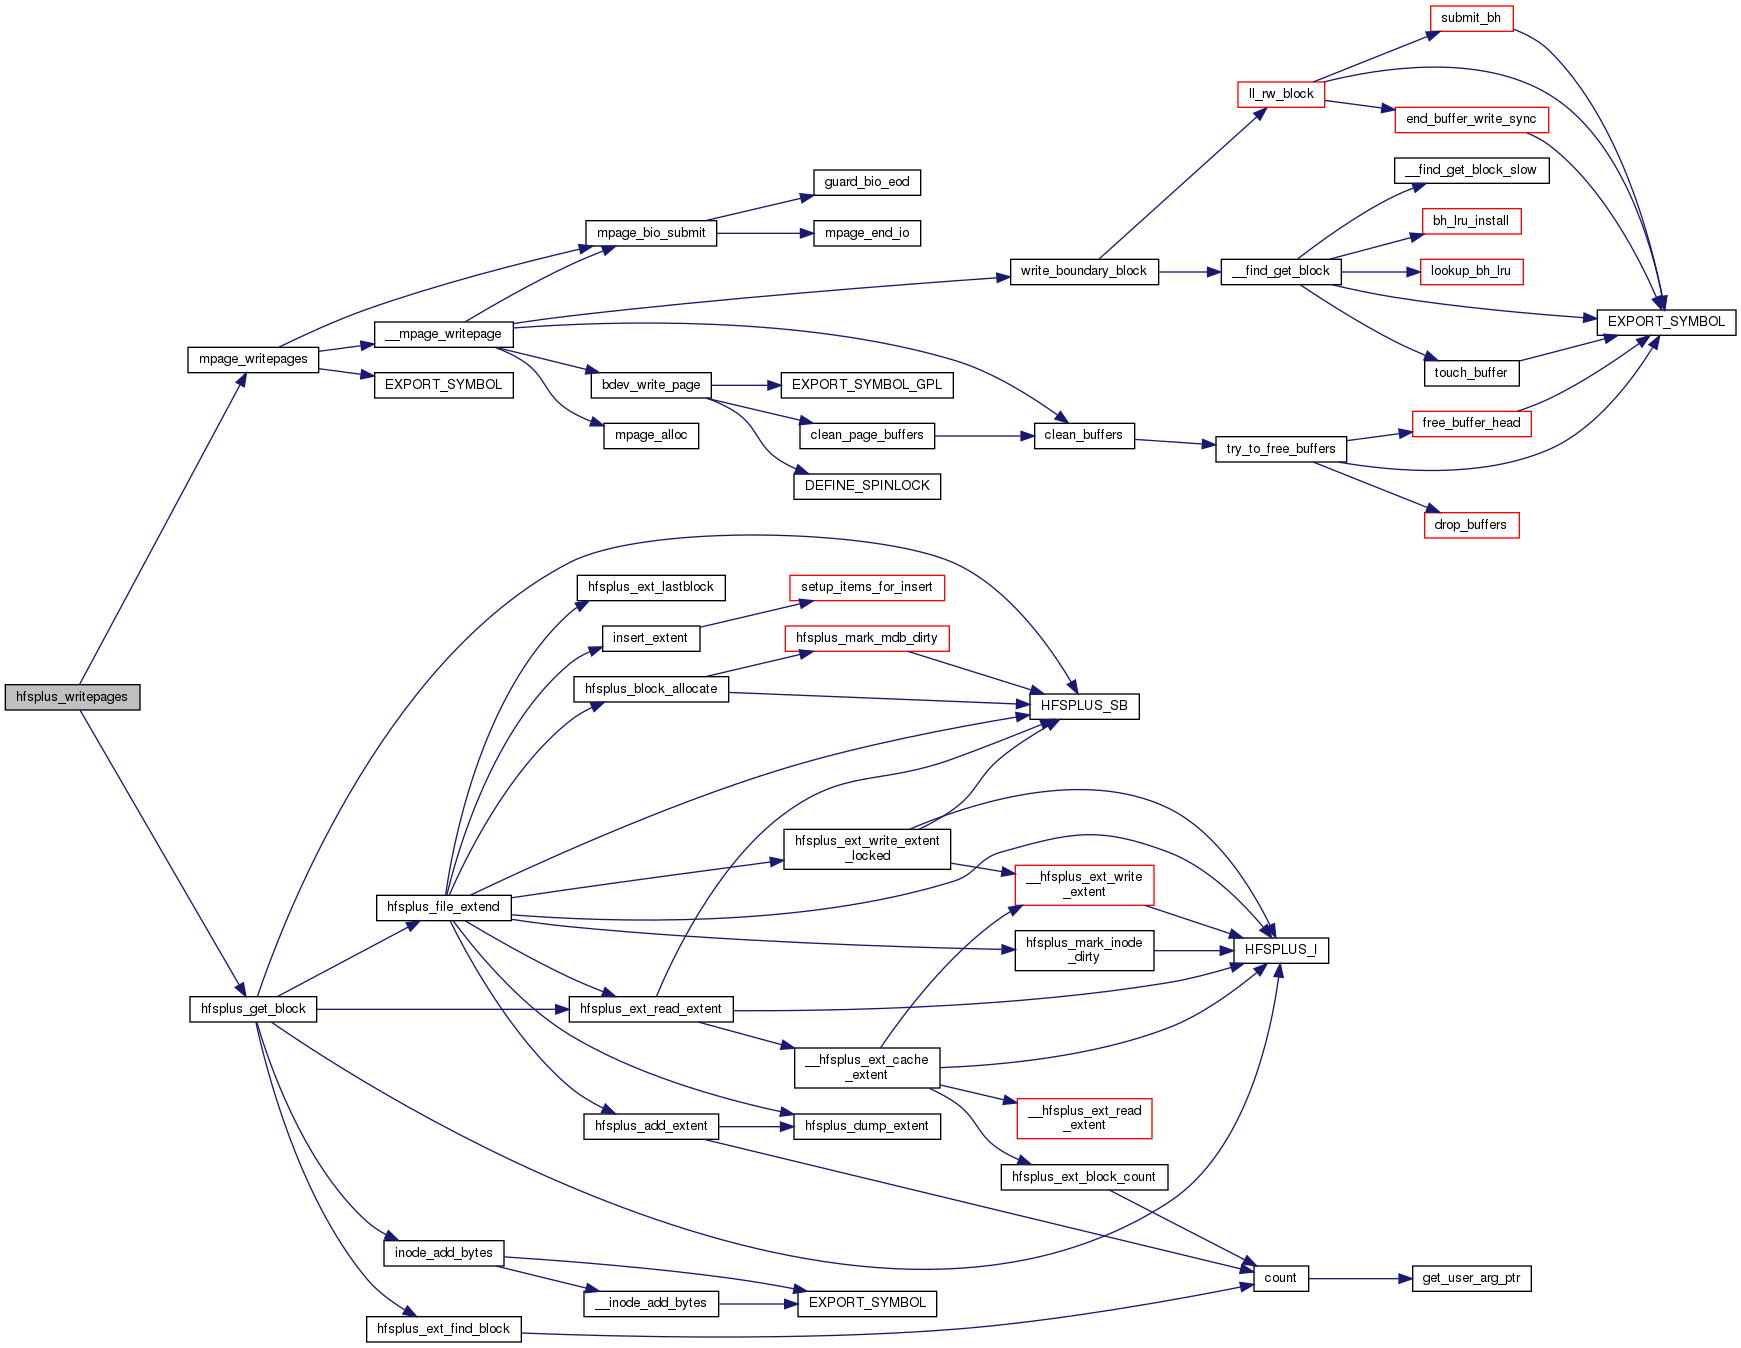 submit_bh
ll_rw_block
end_buffer_write_sync
__find_get_block_slow
guard_bio_eod
bh_lru_install
mpage_bio_submit
mpage_end_io
write_boundary_block
__find_get_block
lookup_bh_lru
EXPORT_SYMBOL
__mpage_writepage
mpage_writepages
touch_buffer
EXPORT_SYMBOL
bdev_write_page
EXPORT_SYMBOL_GPL
free_buffer_head
mpage_alloc
clean_page_buffers
clean_buffers
try_to_free_buffers
DEFINE_SPINLOCK
drop_buffers
hfsplus_ext_lastblock
setup_items_for_insert
insert_extent
hfsplus_mark_mdb_dirty
hfsplus_block_allocate
hfsplus_writepages
HFSPLUS_SB
hfsplus_ext_write_extent
_locked
__hfsplus_ext_write
_extent
hfsplus_file_extend
hfsplus_mark_inode
_dirty
HFSPLUS_I
hfsplus_get_block
hfsplus_ext_read_extent
__hfsplus_ext_cache
_extent
__hfsplus_ext_read
_extent
hfsplus_add_extent
hfsplus_dump_extent
hfsplus_ext_block_count
inode_add_bytes
count
get_user_arg_ptr
__inode_add_bytes
EXPORT_SYMBOL
hfsplus_ext_find_block